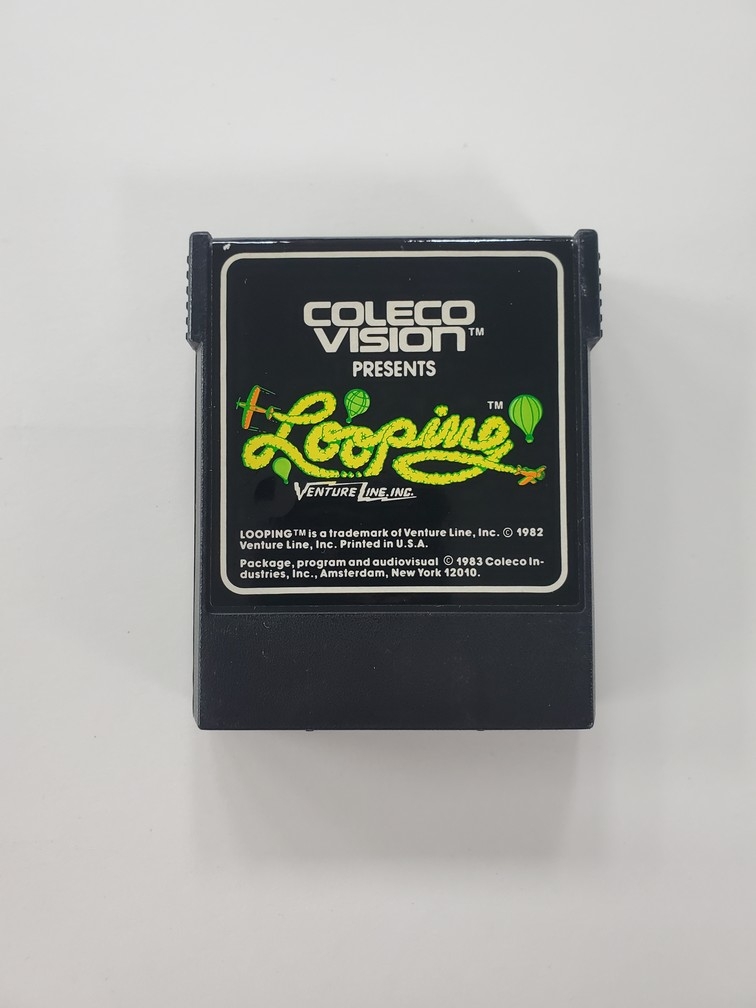 COLECO
VISION™
PRESENTS
Looping™
VENTURE LINE, INC.
LOOPING™ is a trademark of Venture Line, Inc. © 1982
Venture Line, Inc. Printed in U.S.A.
Package, program and audiovisual © 1983 Coleco In-
dustries, Inc., Amsterdam, New York 12010.